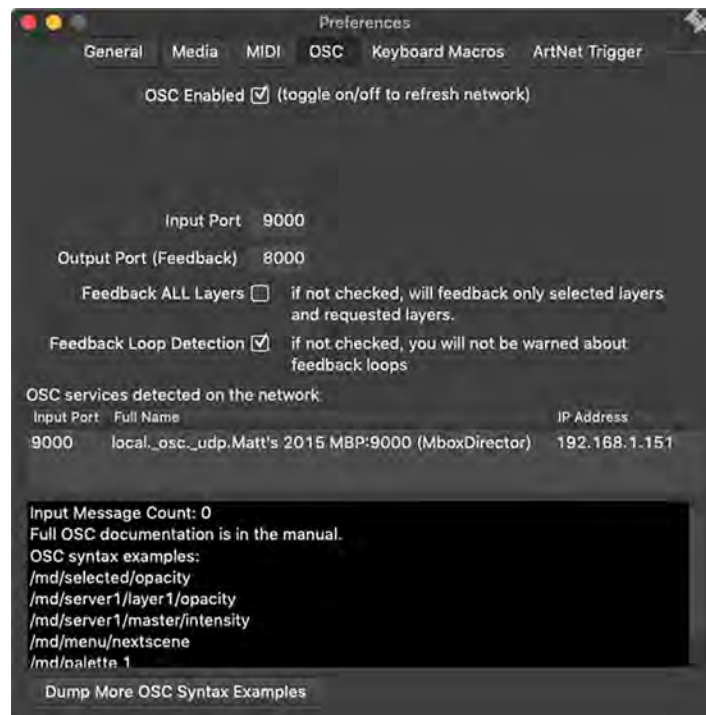 Preferences
General Media MIDI OSC Keyboard Macros ArtNet Trigger
OSC Enabled (toggle on/off to refresh network)
Input Port 9000
Output Port (Feedback) 8000
Feedback ALL Layers if not checked, will feedback only selected layers
and requested layers.
Feedback Loop Detection if not checked, you will not be warned about
feedback loops
OSC services detected on the network
Input Port Full Name IP Address
9000 local._osc._udp.Matt's 2015 MBP:9000 (MboxDirector) 192.168.1.151
Input Message Count: 0
Full OSC documentation is in the manual.
OSC syntax examples:
/md/selected/opacity
/md/server1/layer1/opacity
/md/server1/master/intensity
/md/menu/nextscene
/md/palette 1
Dump More OSC Syntax Examples